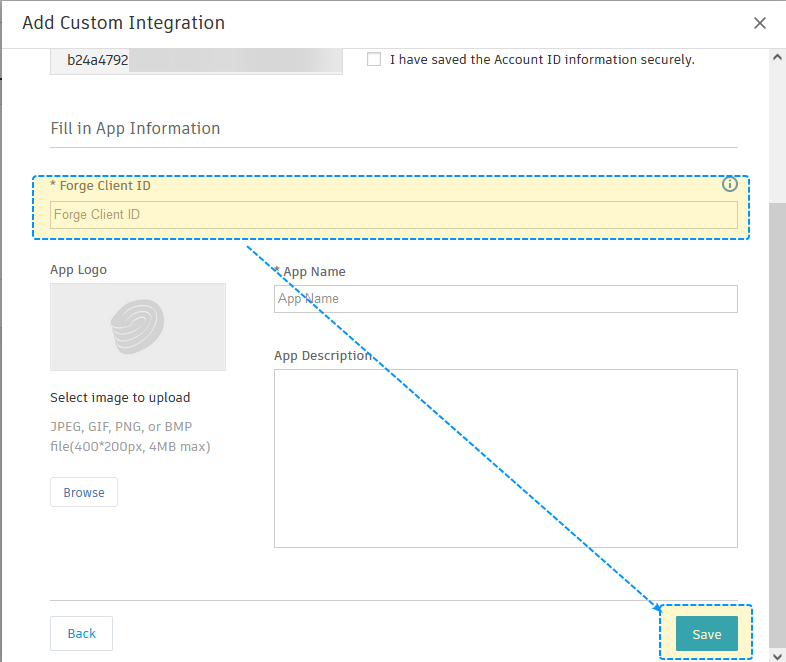 Add Custom Integration
b24a4792
I have saved the Account ID information securely.
Fill in App Information
* Forge Client ID
Forge Client ID
App Logo
* App Name
App Name
App Description
Select image to upload
JPEG, GIF, PNG, or BMP
file(400*200px, 4MB max)
Browse
Back
Save